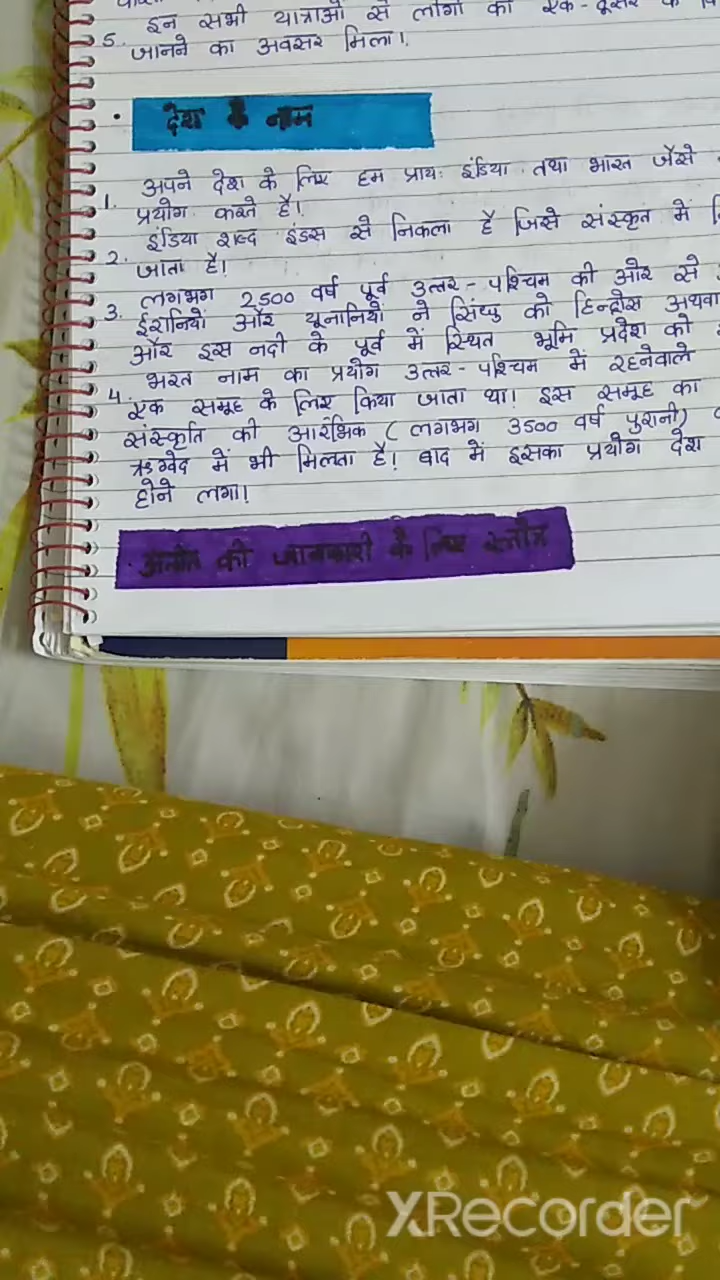 इन सभी यात्राओं से लोगों को एक-दूसरे के
5. जानने का अवसर मिला।
देश के नाम
1. अपने देश के लिए हम प्रायः इंडिया तथा भारत जैसे
प्रयोग करते हैं।
2. इंडिया शब्द इंडस से निकला है जिसे संस्कृत में
जाता है।
3. लगभग 2500 वर्ष पूर्व उत्तर-पश्चिम की ओर से
ईरानियों और यूनानियों ने सिंधु को हिन्दोस अथवा
और इस नदी के पूर्व में स्थित भूमि प्रदेश को
4. भरत नाम का प्रयोग उत्तर-पश्चिम में रहनेवाले
एक समूह के लिए किया जाता था। इस समूह का
संस्कृति की आरंभिक (लगभग 3500 वर्ष पुरानी)
ऋग्वेद में भी मिलता है। बाद में इसका प्रयोग देश
होने लगा।
अतीत की जानकारी के लिए स्त्रोत
XRecorder